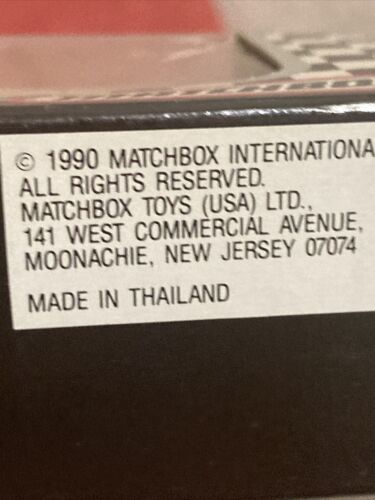 © 1990 MATCHBOX INTERNATIONA
ALL RIGHTS RESERVED.
MATCHBOX TOYS (USA) LTD.,
141 WEST COMMERCIAL AVENUE,
MOONACHIE, NEW JERSEY 07074
MADE IN THAILAND